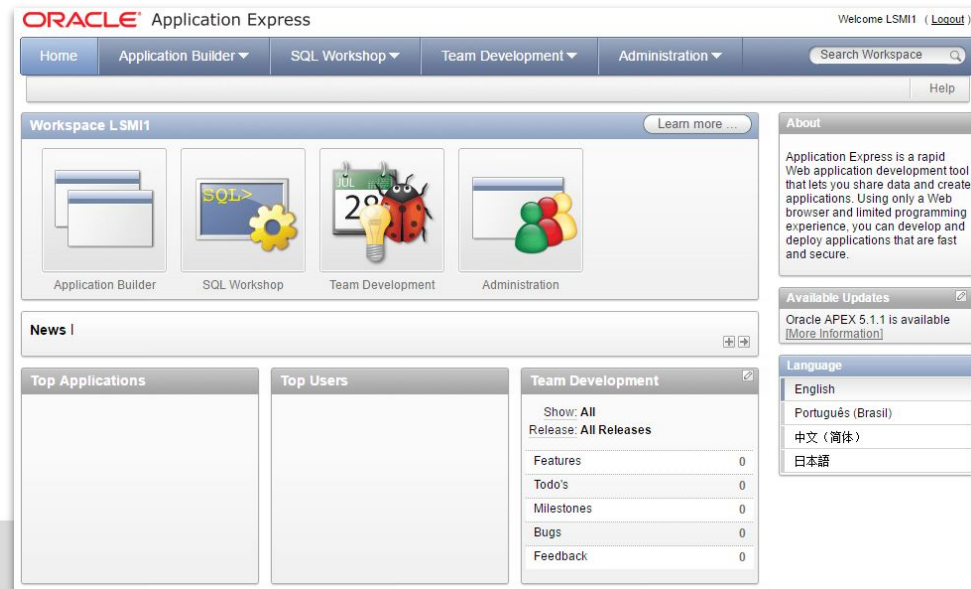 ORACLE Application Express
Welcome LSMI1 ( Logout )
Home Application Builder SQL Workshop Team Development Administration Search Workspace
Help
Workspace LSMI1 Learn more ...
SQL>
JUL
28
Application Builder SQL Workshop Team Development Administration
News
Top Applications
Top Users
Team Development
Show: All
Release: All Releases
Features 0
Todo's 0
Milestones 0
Bugs 0
Feedback 0
About
Application Express is a rapid
Web application development tool
that lets you share data and create
applications. Using only a Web
browser and limited programming
experience, you can develop and
deploy applications that are fast
and secure.
Available Updates
Oracle APEX 5.1.1 is available
[More Information]
Language
English
Português (Brasil)
中文（简体）
日本語